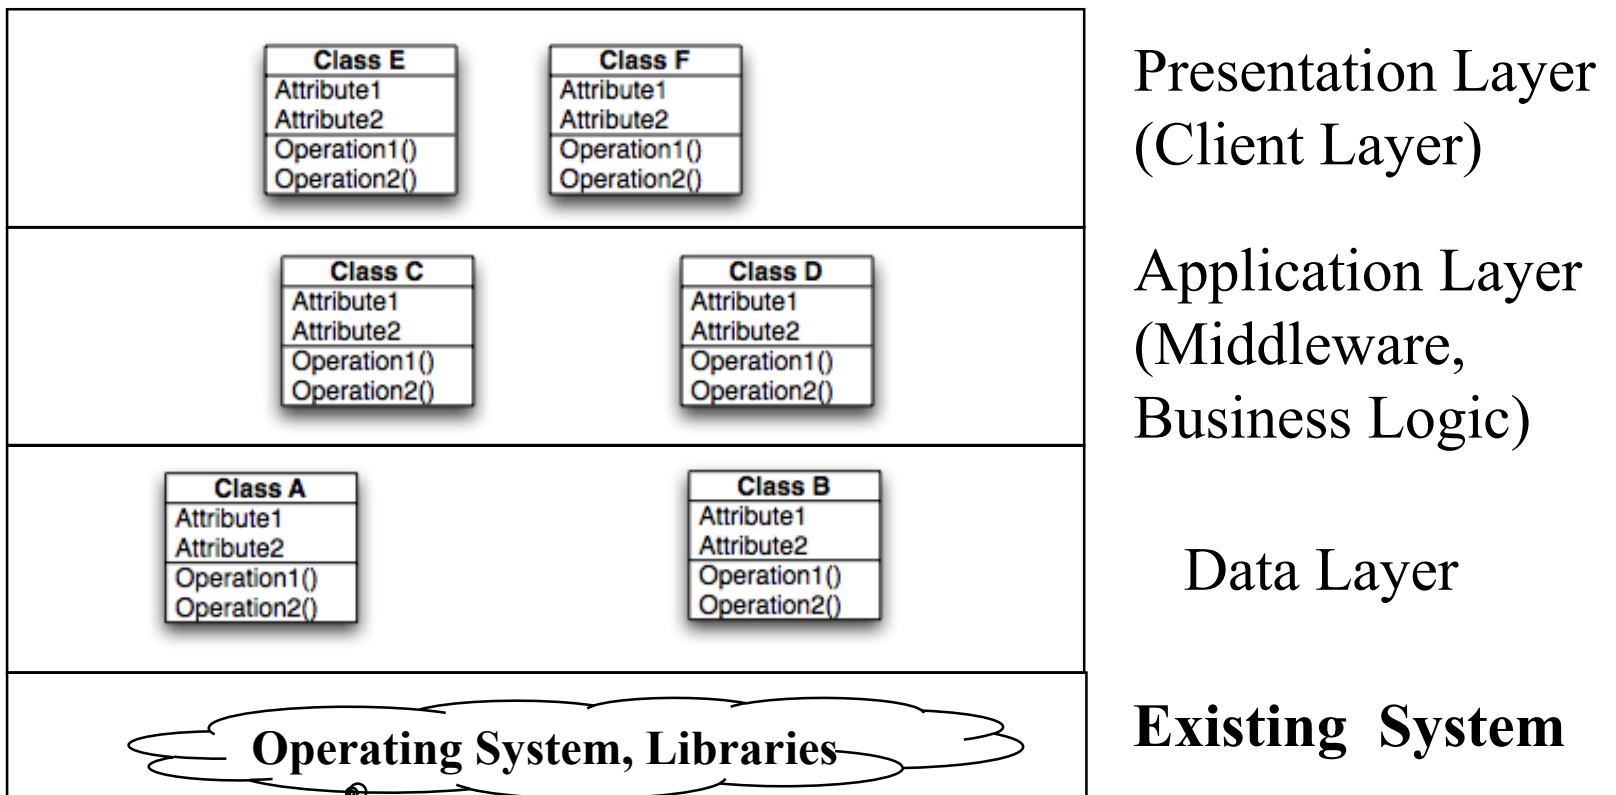 Class E
Attribute1
Attribute2
Operation1()
Operation2()
Class F
Attribute1
Attribute2
Operation1()
Operation2()
Presentation Layer
(Client Layer)
Class C
Attribute1
Attribute2
Operation1()
Operation2()
Class D
Attribute1
Attribute2
Operation1()
Operation2()
Application Layer
(Middleware,
Business Logic)
Class A
Attribute1
Attribute2
Operation1()
Operation2()
Class B
Attribute1
Attribute2
Operation1()
Operation2()
Data Layer
Operating System, Libraries
Existing System